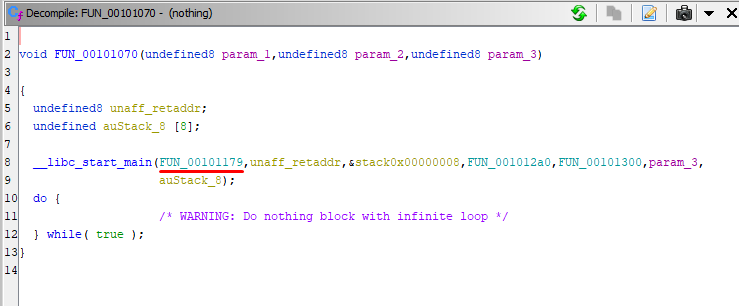 Decompile: FUN_00101070 - (nothing)
1
2 void FUN_00101070(undefined8 param_1,undefined8 param_2,undefined8 param_3)
3
4 {
5 undefined8 unaff_retaddr;
6 undefined auStack_8 [8];
7
8 __libc_start_main(FUN_00101179,unaff_retaddr,&stack0x00000008,FUN_001012a0,FUN_00101300,param_3,
9 auStack_8);
10 do {
11 /* WARNING: Do nothing block with infinite loop */
12 } while( true );
13 }
14